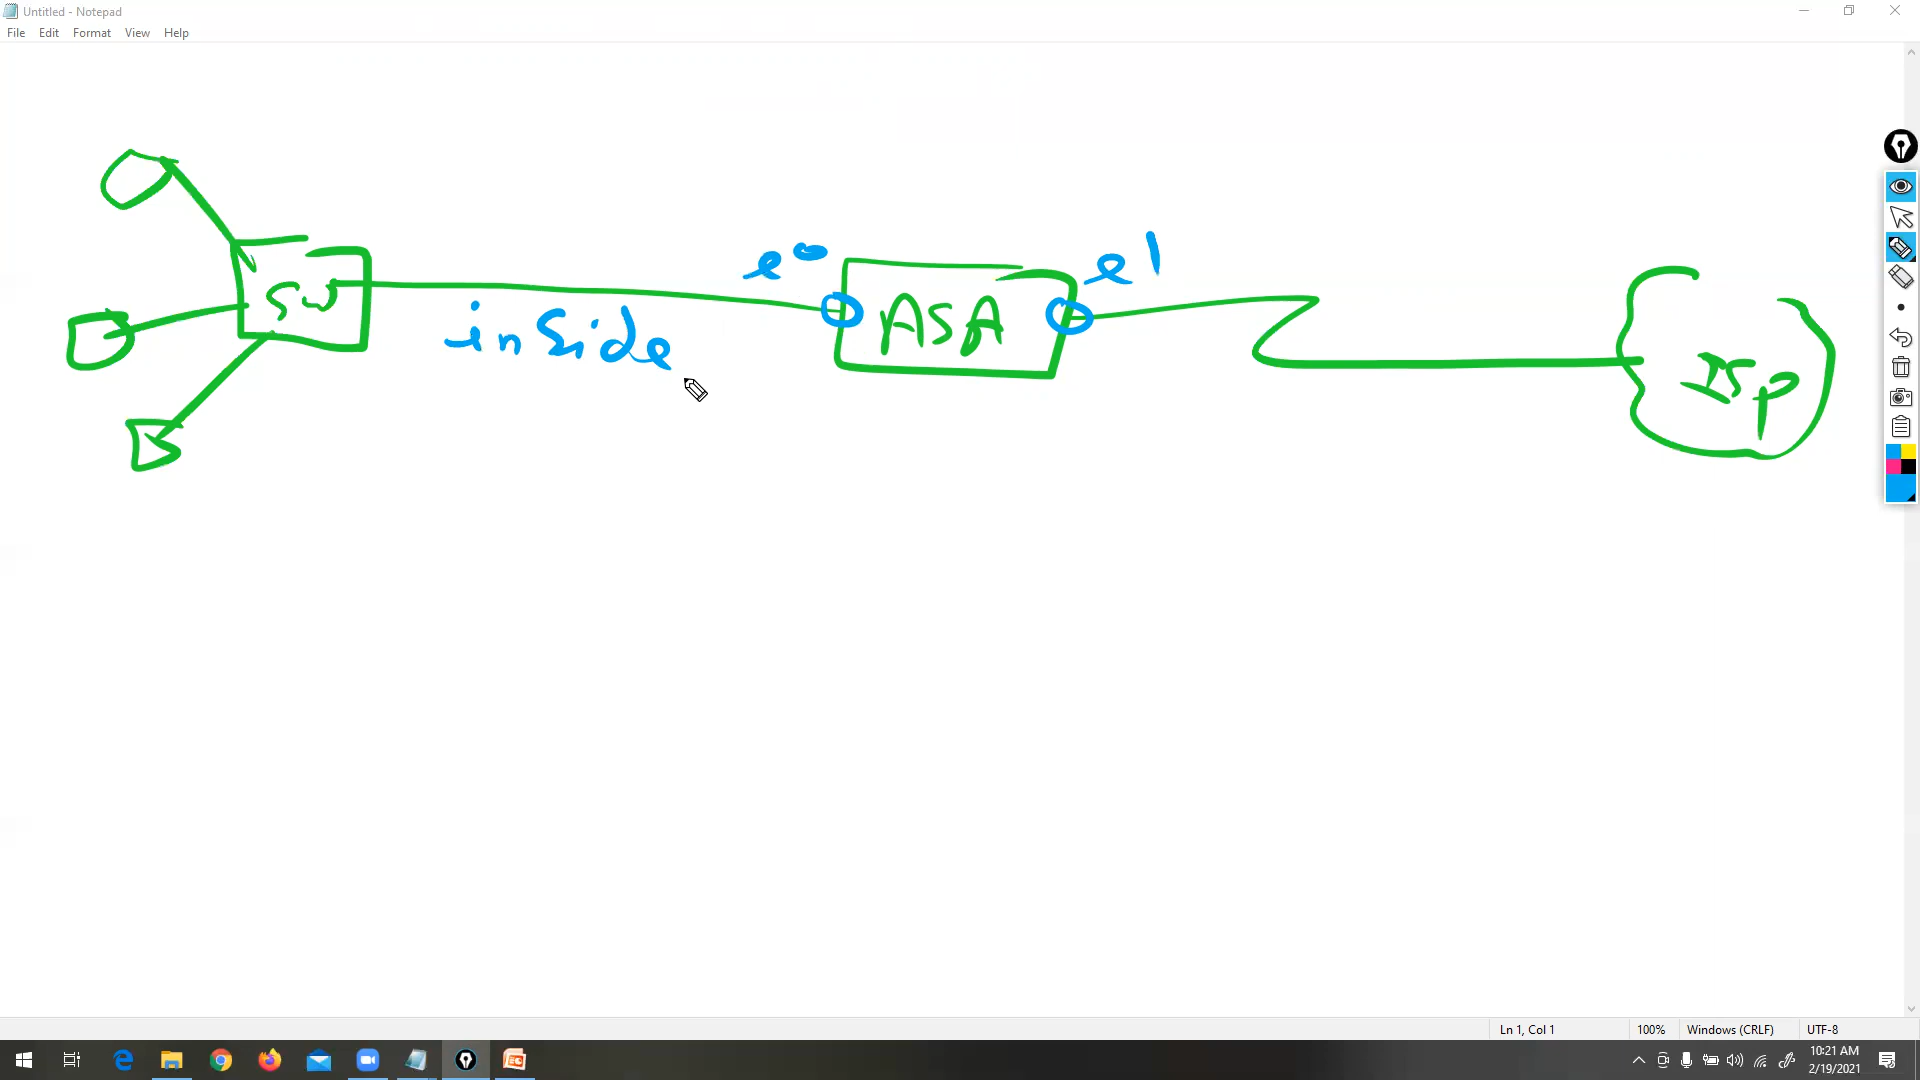 Untitled - Notepad
File Edit Format View Help
e0 e1
SW ASA
inside
ISP
Ln 1, Col 1 100% Windows (CRLF) UTF-8
10:21 AM
2/19/2021